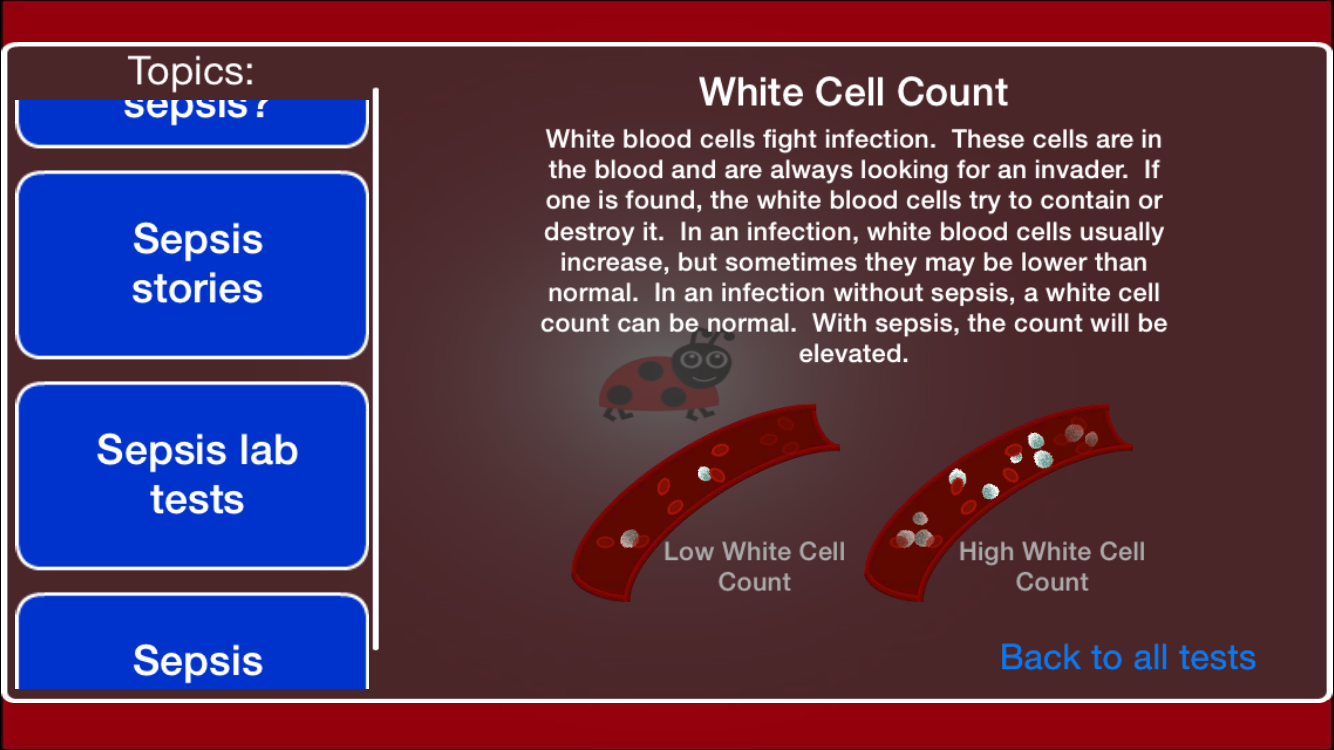 Topics:
sepsis?
Sepsis
stories
Sepsis lab
tests
Sepsis
White Cell Count
White blood cells fight infection.  These cells are in
the blood and are always looking for an invader.  If
one is found, the white blood cells try to contain or
destroy it.  In an infection, white blood cells usually
increase, but sometimes they may be lower than
normal.  In an infection without sepsis, a white cell
count can be normal.  With sepsis, the count will be
elevated.
Low White Cell
Count
High White Cell
Count
Back to all tests